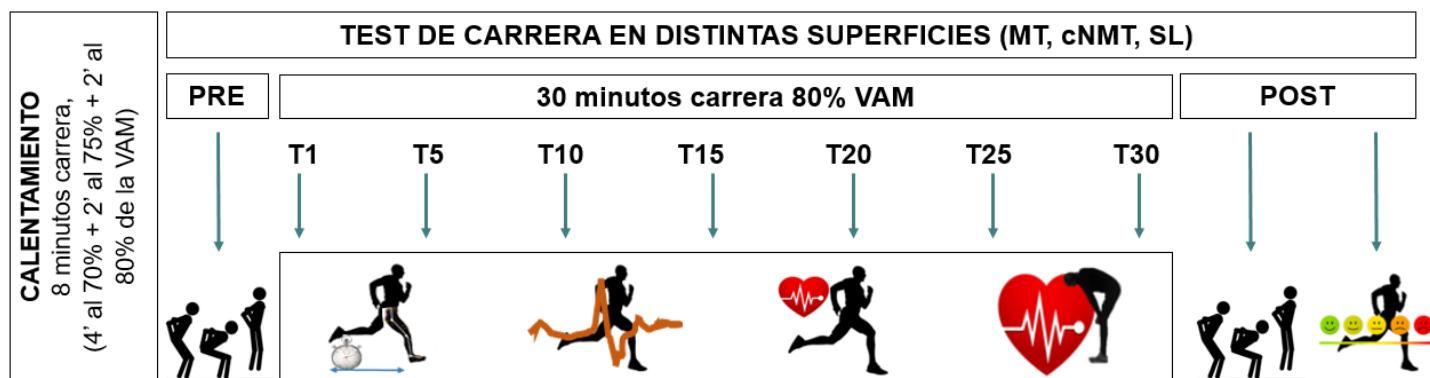 CALENTAMIENTO
8 minutos carrera,
(4’ al 70% + 2’ al 75% + 2’ al
80% de la VAM)
TEST DE CARRERA EN DISTINTAS SUPERFICIES (MT, cNMT, SL)
PRE
30 minutos carrera 80% VAM
POST
T1
T5
T10
T15
T20
T25
T30